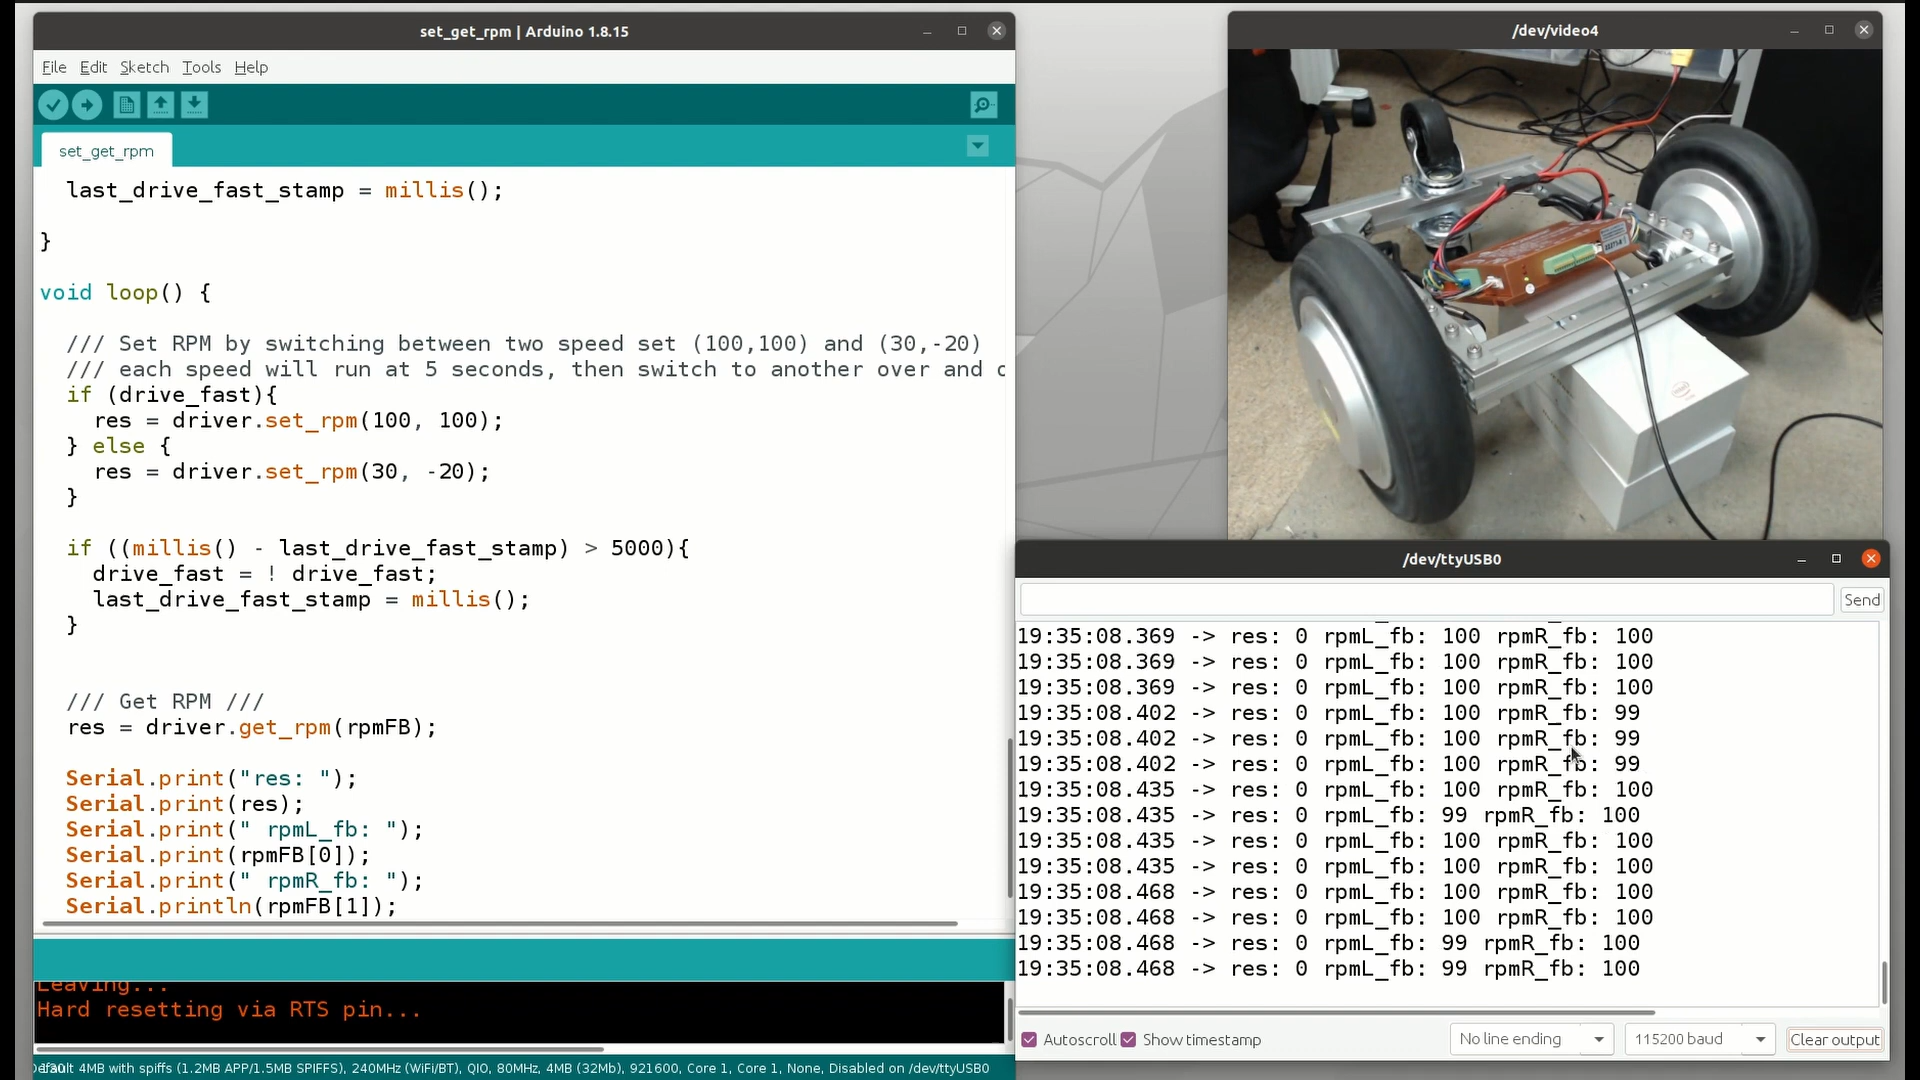 set_get_rpm | Arduino 1.8.15
File Edit Sketch Tools Help
set_get_rpm
last_drive_fast_stamp = millis();
}
void loop() {
/// Set RPM by switching between two speed set (100,100) and (30,-20)
/// each speed will run at 5 seconds, then switch to another over and
if (drive_fast){
res = driver.set_rpm(100, 100);
} else {
res = driver.set_rpm(30, -20);
}
if ((millis() - last_drive_fast_stamp) > 5000){
drive_fast = ! drive_fast;
last_drive_fast_stamp = millis();
}
/// Get RPM ///
res = driver.get_rpm(rpmFB);
Serial.print("res: ");
Serial.print(res);
Serial.print(" rpmL_fb: ");
Serial.print(rpmFB[0]);
Serial.print(" rpmR_fb: ");
Serial.println(rpmFB[1]);
Leaving...
Hard resetting via RTS pin...
4MB with spiffs (1.2MB APP/1.5MB SPIFFS), 240MHz (WiFi/BT), QIO, 80MHz, 4MB (32Mb), 921600, Core 1, Core 1, None, Disabled on /dev/ttyUSB0
/dev/video4
/dev/ttyUSB0
Send
19:35:08.369 -> res: 0 rpmL_fb: 100 rpmR_fb: 100
19:35:08.369 -> res: 0 rpmL_fb: 100 rpmR_fb: 100
19:35:08.369 -> res: 0 rpmL_fb: 100 rpmR_fb: 100
19:35:08.402 -> res: 0 rpmL_fb: 100 rpmR_fb: 99
19:35:08.402 -> res: 0 rpmL_fb: 100 rpmR_fb: 99
19:35:08.402 -> res: 0 rpmL_fb: 100 rpmR_fb: 99
19:35:08.435 -> res: 0 rpmL_fb: 100 rpmR_fb: 100
19:35:08.435 -> res: 0 rpmL_fb: 99 rpmR_fb: 100
19:35:08.435 -> res: 0 rpmL_fb: 100 rpmR_fb: 100
19:35:08.435 -> res: 0 rpmL_fb: 100 rpmR_fb: 100
19:35:08.468 -> res: 0 rpmL_fb: 100 rpmR_fb: 100
19:35:08.468 -> res: 0 rpmL_fb: 100 rpmR_fb: 100
19:35:08.468 -> res: 0 rpmL_fb: 99 rpmR_fb: 100
19:35:08.468 -> res: 0 rpmL_fb: 99 rpmR_fb: 100
Autoscroll Show timestamp No line ending 115200 baud Clear output